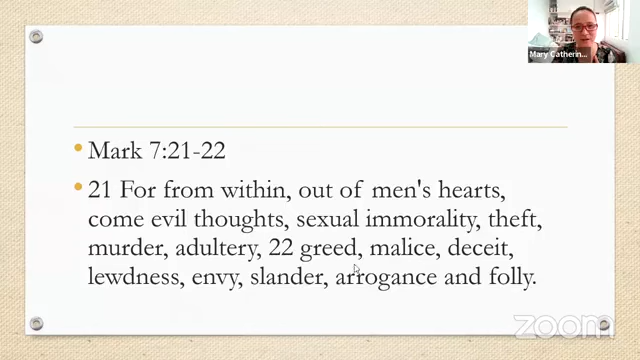 Mary Catherin...
Mark 7:21-22
21 For from within, out of men's hearts,
come evil thoughts, sexual immorality, theft,
murder, adultery, 22 greed, malice, deceit,
lewdness, envy, slander, arrogance and folly.
zoom